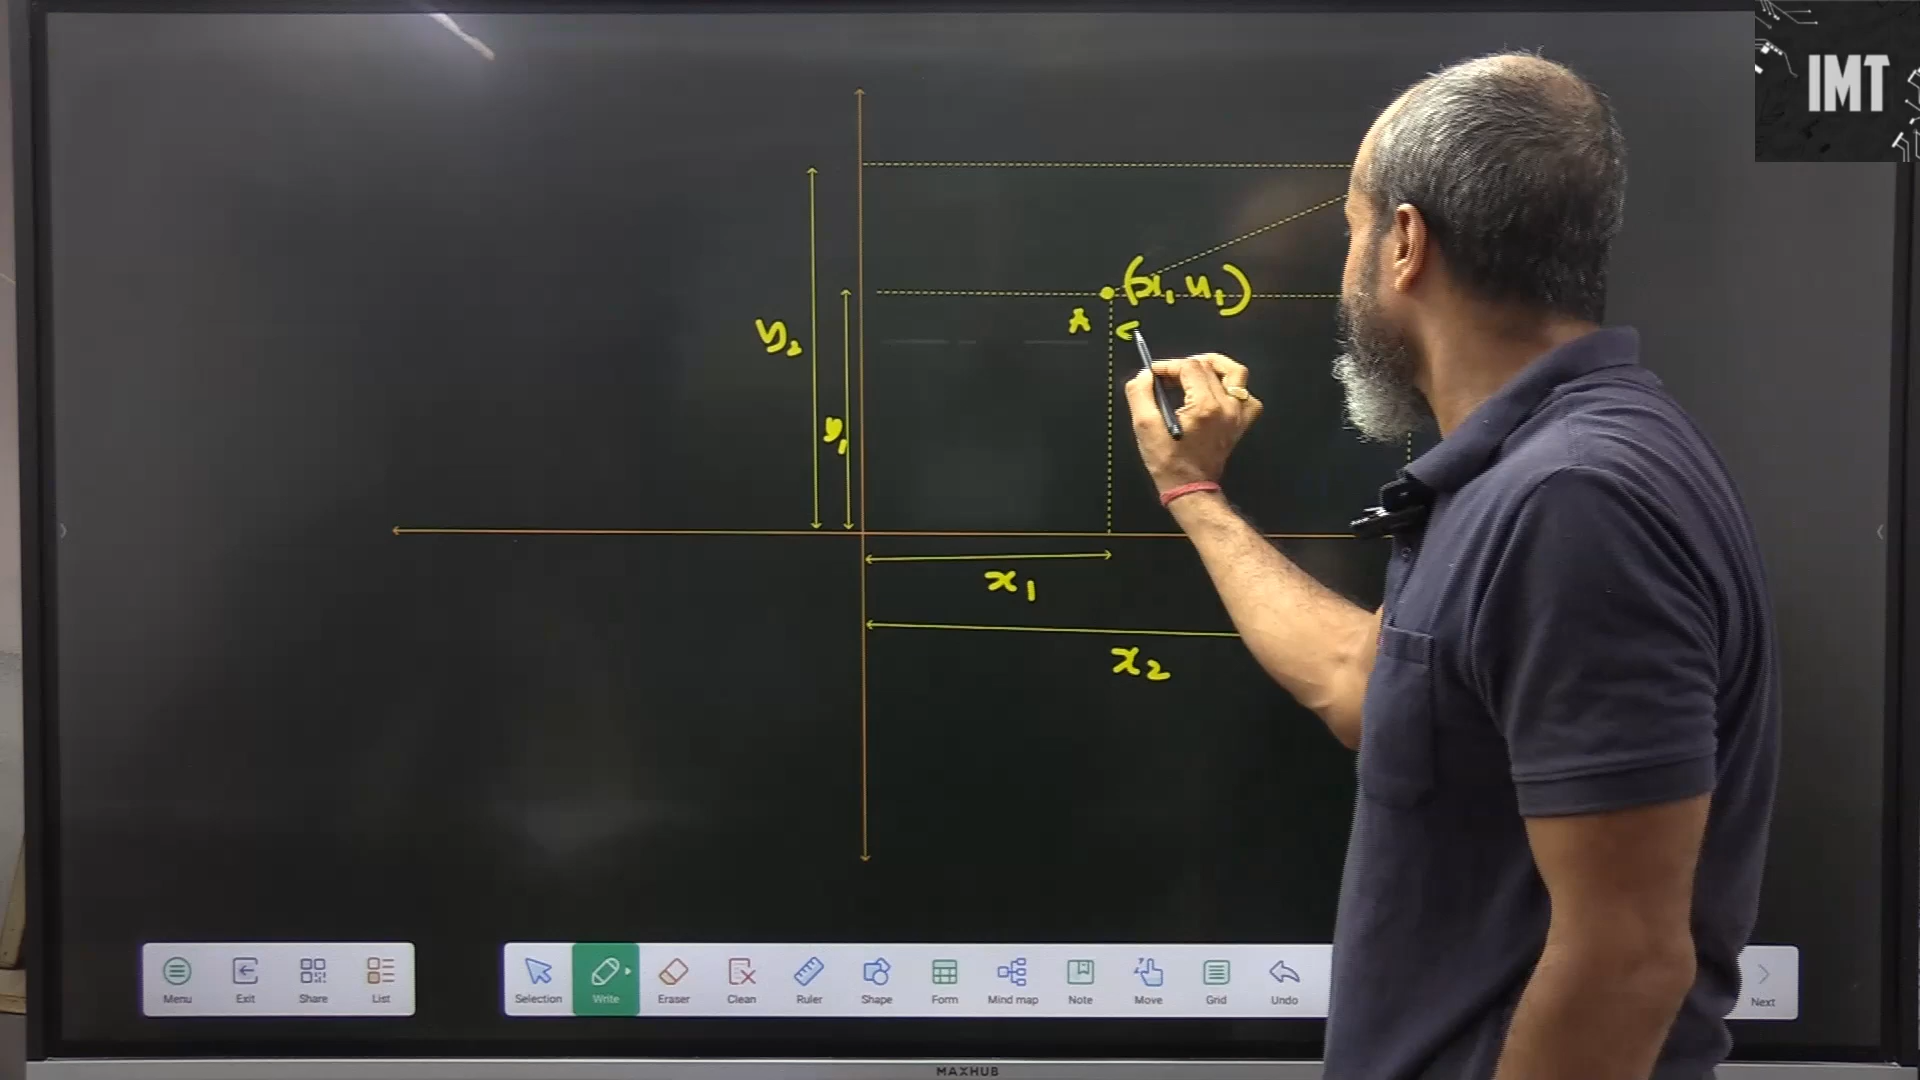 IMT
(x₁ y₁)
A
y₂
y₁
x₁
x₂
Menu Exit Share List Selection Write Eraser Clean Ruler Shape Form Mind map Note Move Grid Undo Next
MAXHUB